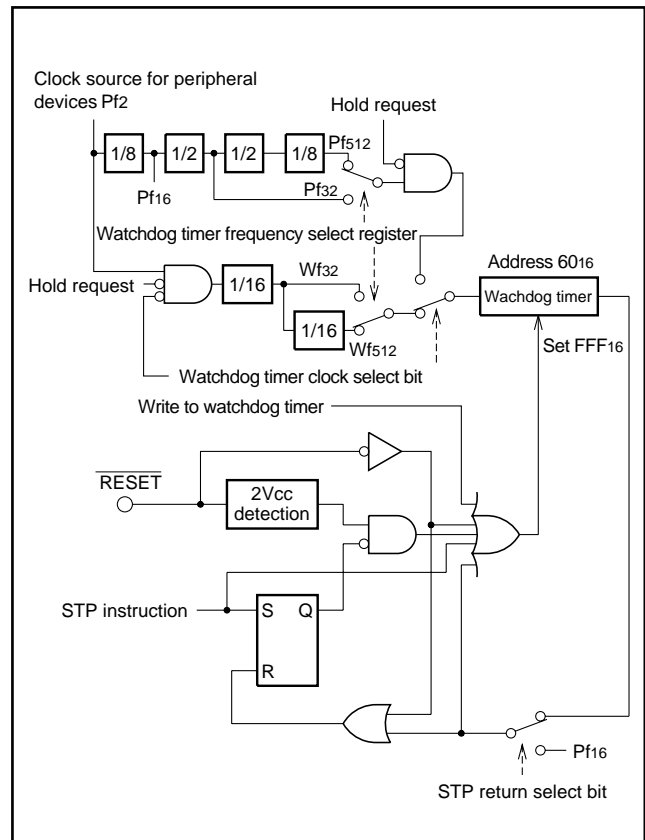 Clock source for peripheral
devices Pf2
Hold request
1/8
1/2
1/2
1/8
Pf512
Pf16
Pf32
Watchdog timer frequency select register
Address 6016
Hold request
1/16
Wf32
Wachdog timer
1/16
Wf512
Set FFF16
Watchdog timer clock select bit
Write to watchdog timer
RESET
2Vcc
detection
STP instruction
S Q
R
Pf16
STP return select bit